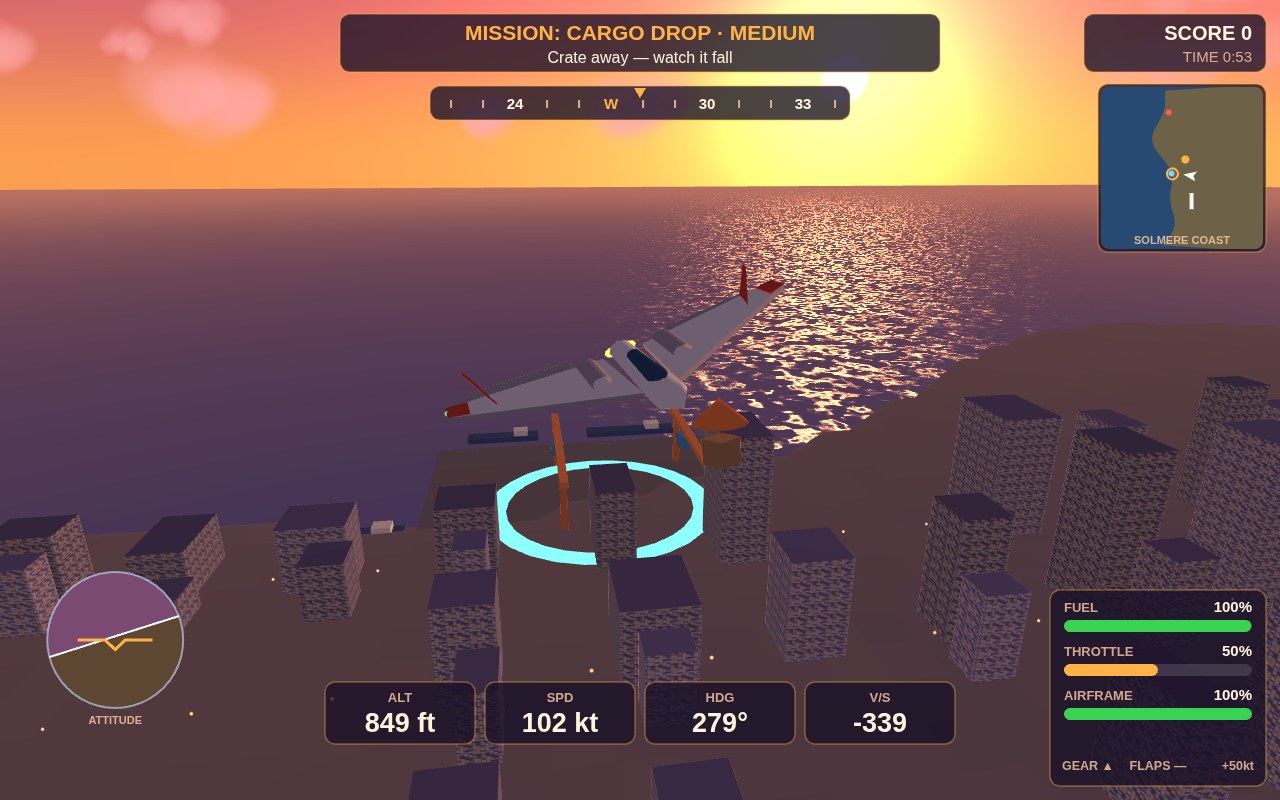 MISSION: CARGO DROP · MEDIUM
Crate away — watch it fall
SCORE 0
TIME 0:53
24 W 30 33
SOLMERE COAST
ATTITUDE
ALT
849 ft
SPD
102 kt
HDG
279°
V/S
-339
FUEL 100%
THROTTLE 50%
AIRFRAME 100%
GEAR ▲ FLAPS — +50kt